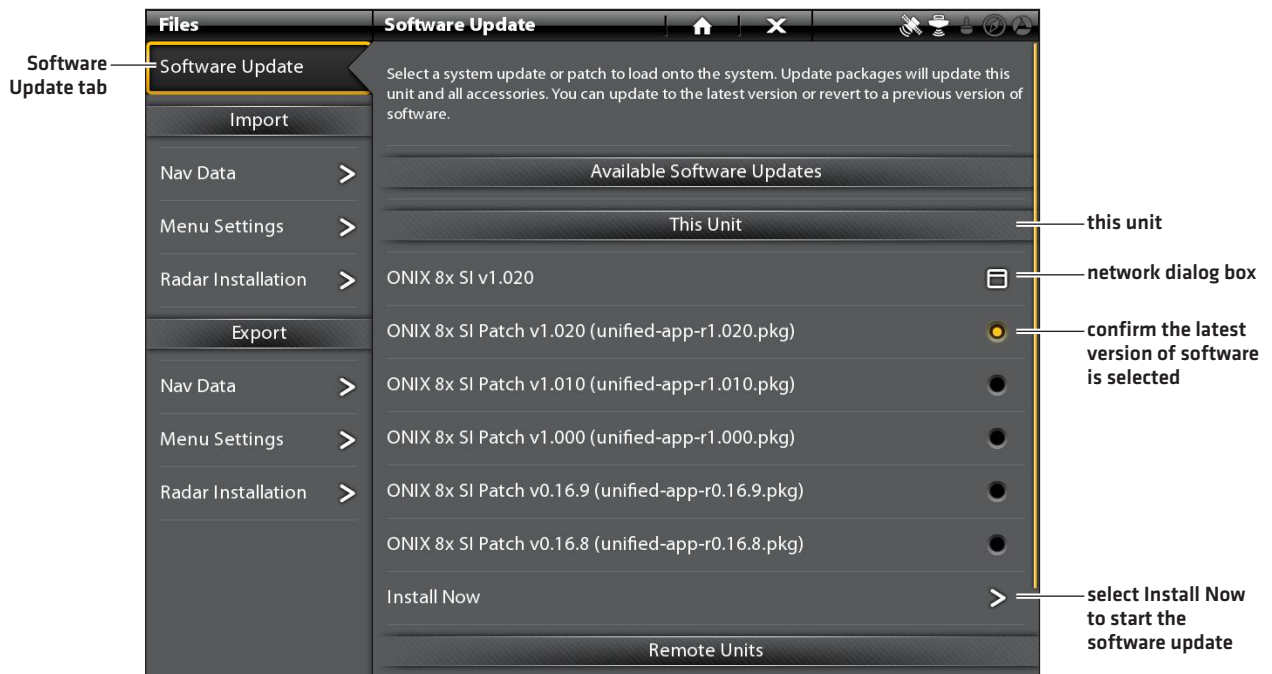 Files
Software Update
Software
Update tab
Software Update
Import
Nav Data
Menu Settings
Radar Installation
Export
Nav Data
Menu Settings
Radar Installation
Select a system update or patch to load onto the system. Update packages will update this
unit and all accessories. You can update to the latest version or revert to a previous version of
software.
Available Software Updates
This Unit
this unit
ONIX 8x SI v1.020
network dialog box
ONIX 8x SI Patch v1.020 (unified-app-r1.020.pkg)
confirm the latest
version of software
is selected
ONIX 8x SI Patch v1.010 (unified-app-r1.010.pkg)
ONIX 8x SI Patch v1.000 (unified-app-r1.000.pkg)
ONIX 8x SI Patch v0.16.9 (unified-app-r0.16.9.pkg)
ONIX 8x SI Patch v0.16.8 (unified-app-r0.16.8.pkg)
Install Now
select Install Now
to start the
software update
Remote Units